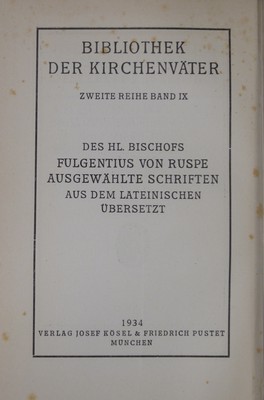 BIBLIOTHEK
DER KIRCHENVÄTER
ZWEITE REIHE BAND IX
DES HL. BISCHOFS
FULGENTIUS VON RUSPE
AUSGEWÄHLTE SCHRIFTEN
AUS DEM LATEINISCHEN
ÜBERSETZT
1934
VERLAG JOSEF KÖSEL & FRIEDRICH PUSTET
MÜNCHEN